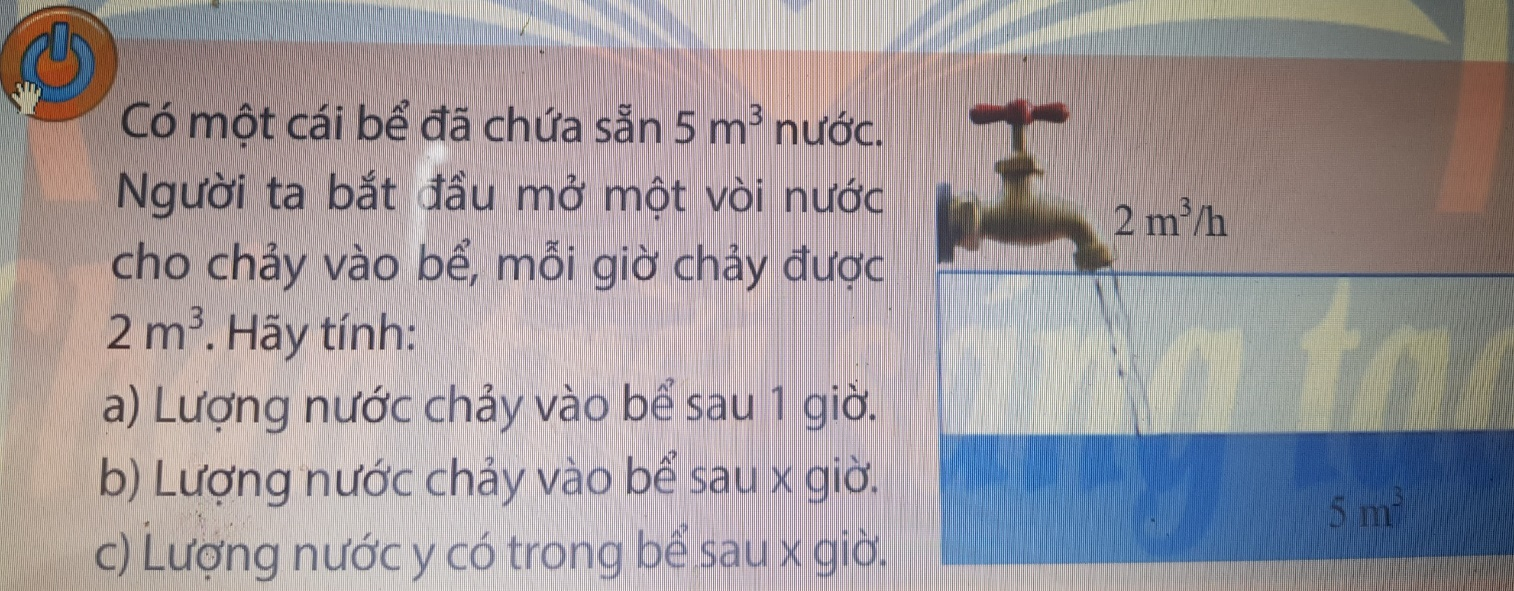 Có một cái bể đã chứa sẵn 5 m³ nước.
Người ta bắt đầu mở một vòi nước
cho chảy vào bể, mỗi giờ chảy được
2 m³. Hãy tính:
a) Lượng nước chảy vào bể sau 1 giờ.
b) Lượng nước chảy vào bể sau x giờ.
c) Lượng nước y có trong bể sau x giờ.
2 m³/h
5 m³